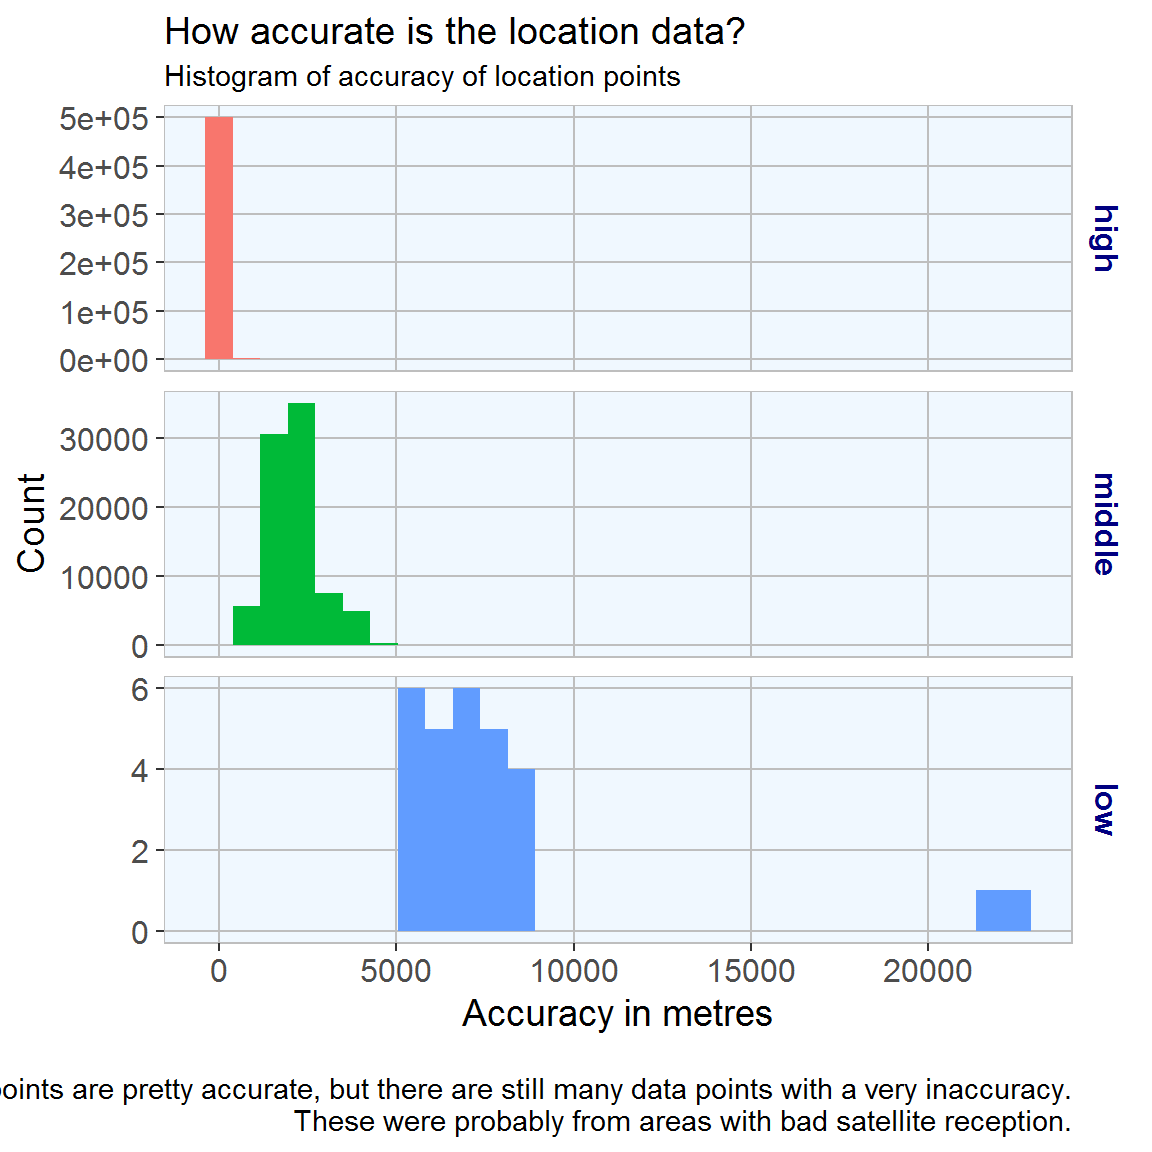 How accurate is the location data?
Histogram of accuracy of location points
5e+05
4e+05
3e+05
2e+05
1e+05
0e+00
high
30000
20000
10000
0
middle
Count
6
4
2
0
low
0 5000 10000 15000 20000
Accuracy in metres
points are pretty accurate, but there are still many data points with a very inaccuracy.
These were probably from areas with bad satellite reception.